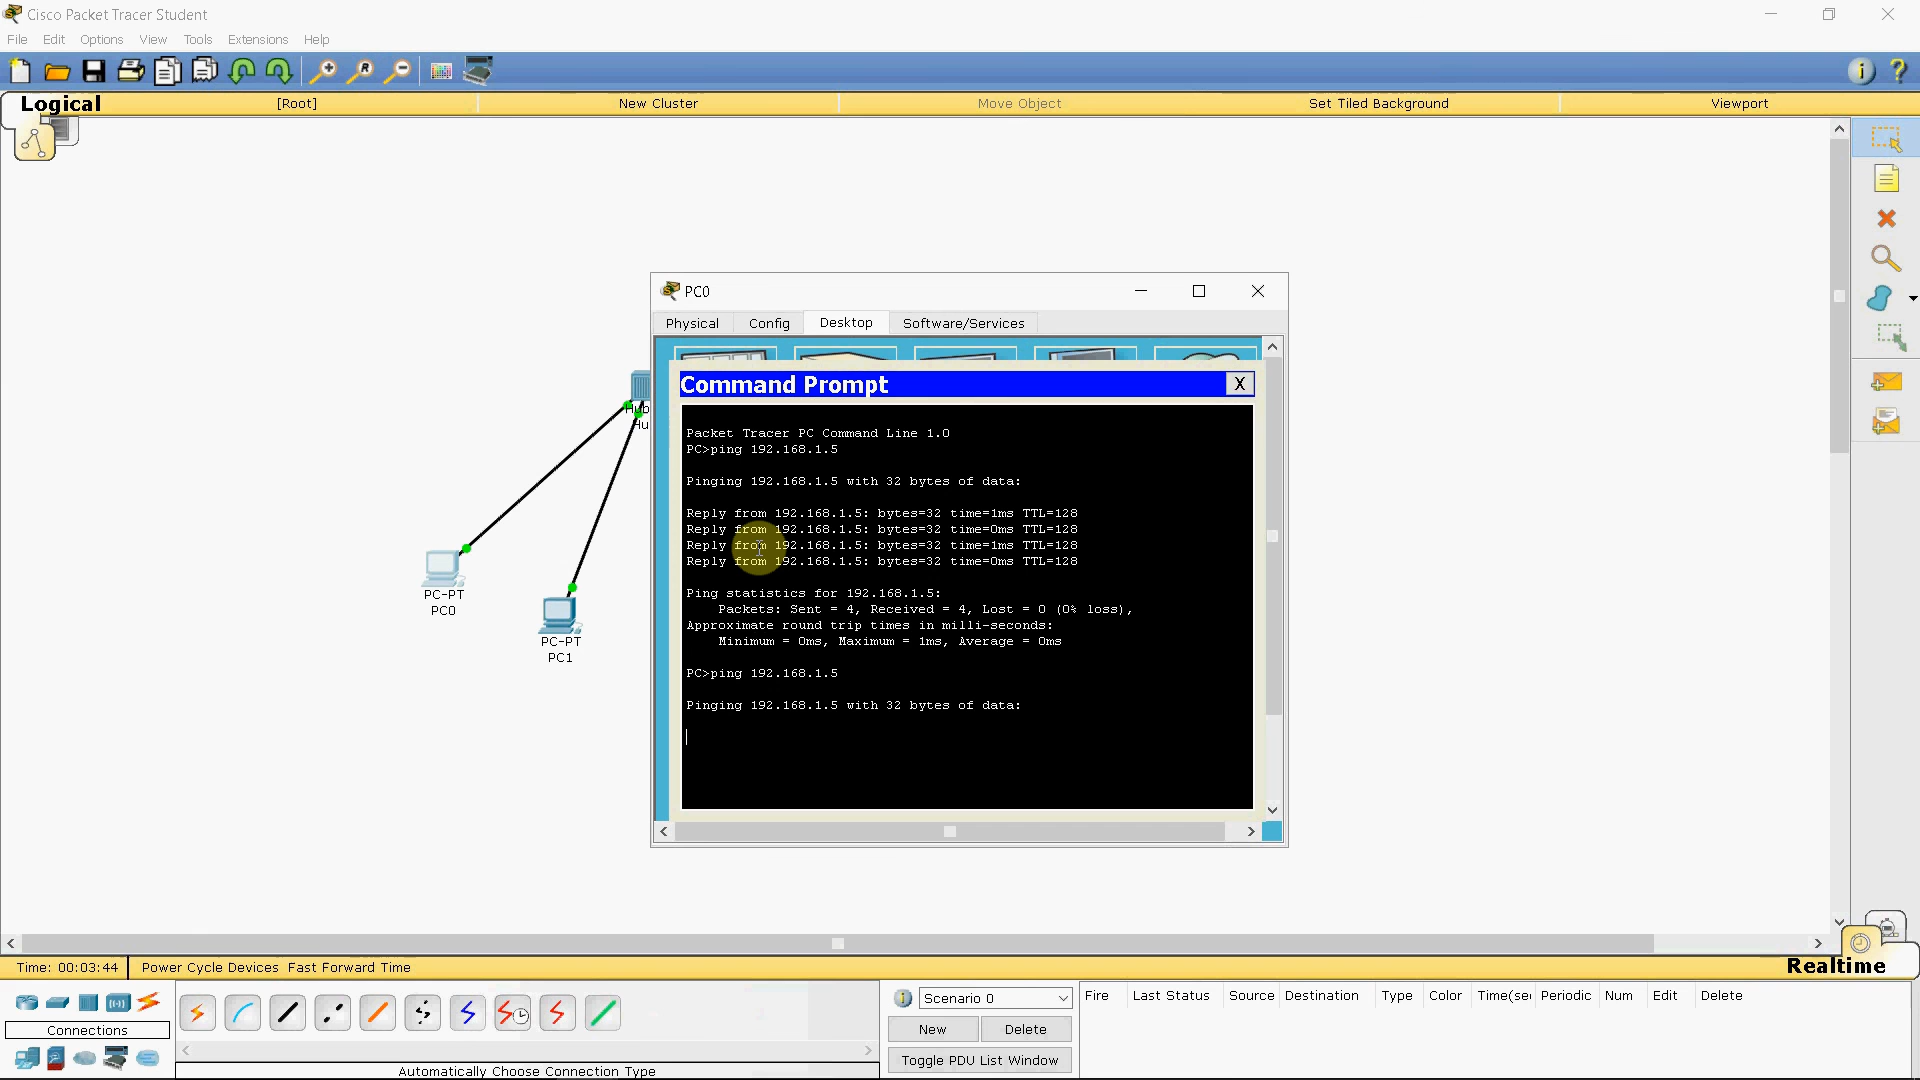 Cisco Packet Tracer Student
File Edit Options View Tools Extensions Help
Logical [Root] New Cluster Move Object Set Tiled Background Viewport
PC0
Physical Config Desktop Software/Services
Command Prompt X
Packet Tracer PC Command Line 1.0
PC>ping 192.168.1.5
Pinging 192.168.1.5 with 32 bytes of data:
Reply from 192.168.1.5: bytes=32 time=1ms TTL=128
Reply from 192.168.1.5: bytes=32 time=0ms TTL=128
Reply from 192.168.1.5: bytes=32 time=1ms TTL=128
Reply from 192.168.1.5: bytes=32 time=0ms TTL=128
Ping statistics for 192.168.1.5:
Packets: Sent = 4, Received = 4, Lost = 0 (0% loss),
Approximate round trip times in milli-seconds:
Minimum = 0ms, Maximum = 1ms, Average = 0ms
PC>ping 192.168.1.5
Pinging 192.168.1.5 with 32 bytes of data:
Hub
Hu
PC-PT
PC0
PC-PT
PC1
Time: 00:03:44 Power Cycle Devices Fast Forward Time Realtime
Connections
Automatically Choose Connection Type
Scenario 0
New Delete
Toggle PDU List Window
Fire Last Status Source Destination Type Color Time(se Periodic Num Edit Delete